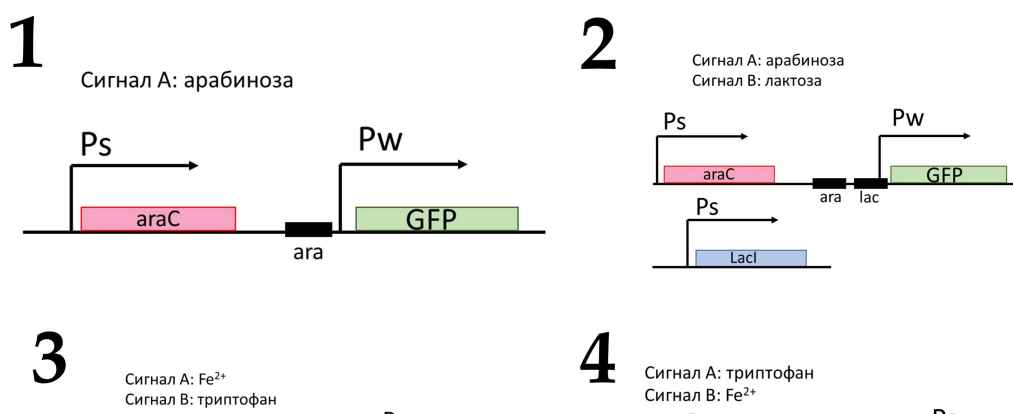 1
Сигнал А: арабиноза
Ps
Pw
araC
GFP
ara
2
Сигнал А: арабиноза
Сигнал В: лактоза
Ps
Pw
araC
GFP
ara
lac
Ps
LacI
3
Сигнал А: Fe²⁺
Сигнал В: триптофан
4
Сигнал А: триптофан
Сигнал В: Fe²⁺